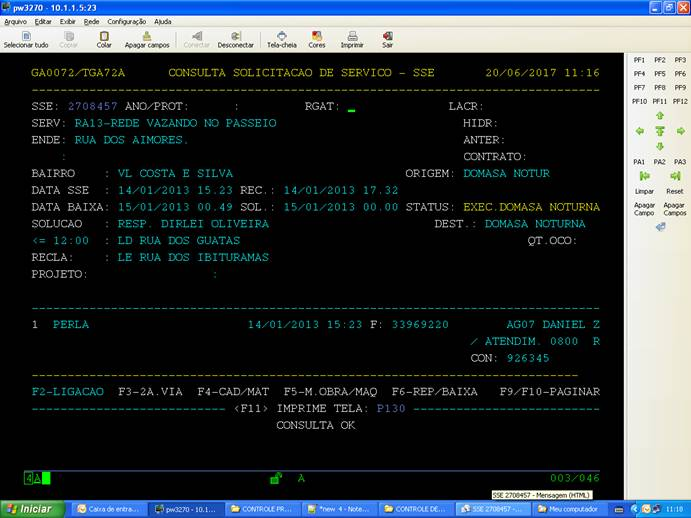 pw3270 - 10.1.1.5:23
Arquivo Editar Exibir Rede Configuração Ajuda
Selecionar tudo Copiar Colar Apagar campos Conectar Desconectar Tela-cheia Cores Imprimir Sair
GA0072/TGA72A CONSULTA SOLICITACAO DE SERVICO - SSE 20/06/2017 11:16
SSE: 2708457 ANO/PROT: : RGAT: _ LACR:
SERV: RA13-REDE VAZANDO NO PASSEIO HIDR:
ENDE: RUA DOS AIMORES. ANTER:
: CONTRATO:
BAIRRO : VL COSTA E SILVA ORIGEM: DOMASA NOTUR
DATA SSE : 14/01/2013 15.23 REC.: 14/01/2013 17.32
DATA BAIXA: 15/01/2013 00.49 SOL.: 15/01/2013 00.00 STATUS: EXEC.DOMASA NOTURNA
SOLUCAO : RESP. DIRLEI OLIVEIRA DEST.: DOMASA NOTURNA
<= 12:00 : LD RUA DOS GUATAS QT.OCO:
RECLA: : LE RUA DOS IBITURAMAS
PROJETO: :
1 PERLA 14/01/2013 15:23 F: 33969220 AG07 DANIEL Z
/ ATENDIM. 0800 R
CON: 926345
F2-LIGACAO F3-2A.VIA F4-CAD/MAT F5-M.OBRA/MAQ F6-REP/BAIXA F9/F10-PAGINAR
<F11> IMPRIME TELA: P130
CONSULTA OK
4A A 003/046
PF1 PF2 PF3
PF4 PF5 PF6
PF7 PF8 PF9
PF10 PF11 PF12
PA1 PA2 PA3
Limpar Reset
Apagar Campo Apagar Campo
SSE 2708457 - Mensagem (HTML)
Iniciar Caixa de entra... pw3270 - 10.1.... CONTROLE PR... *new 4 - Note... CONTROLE DE... SSE 2708457 -... Meu computador 11:18